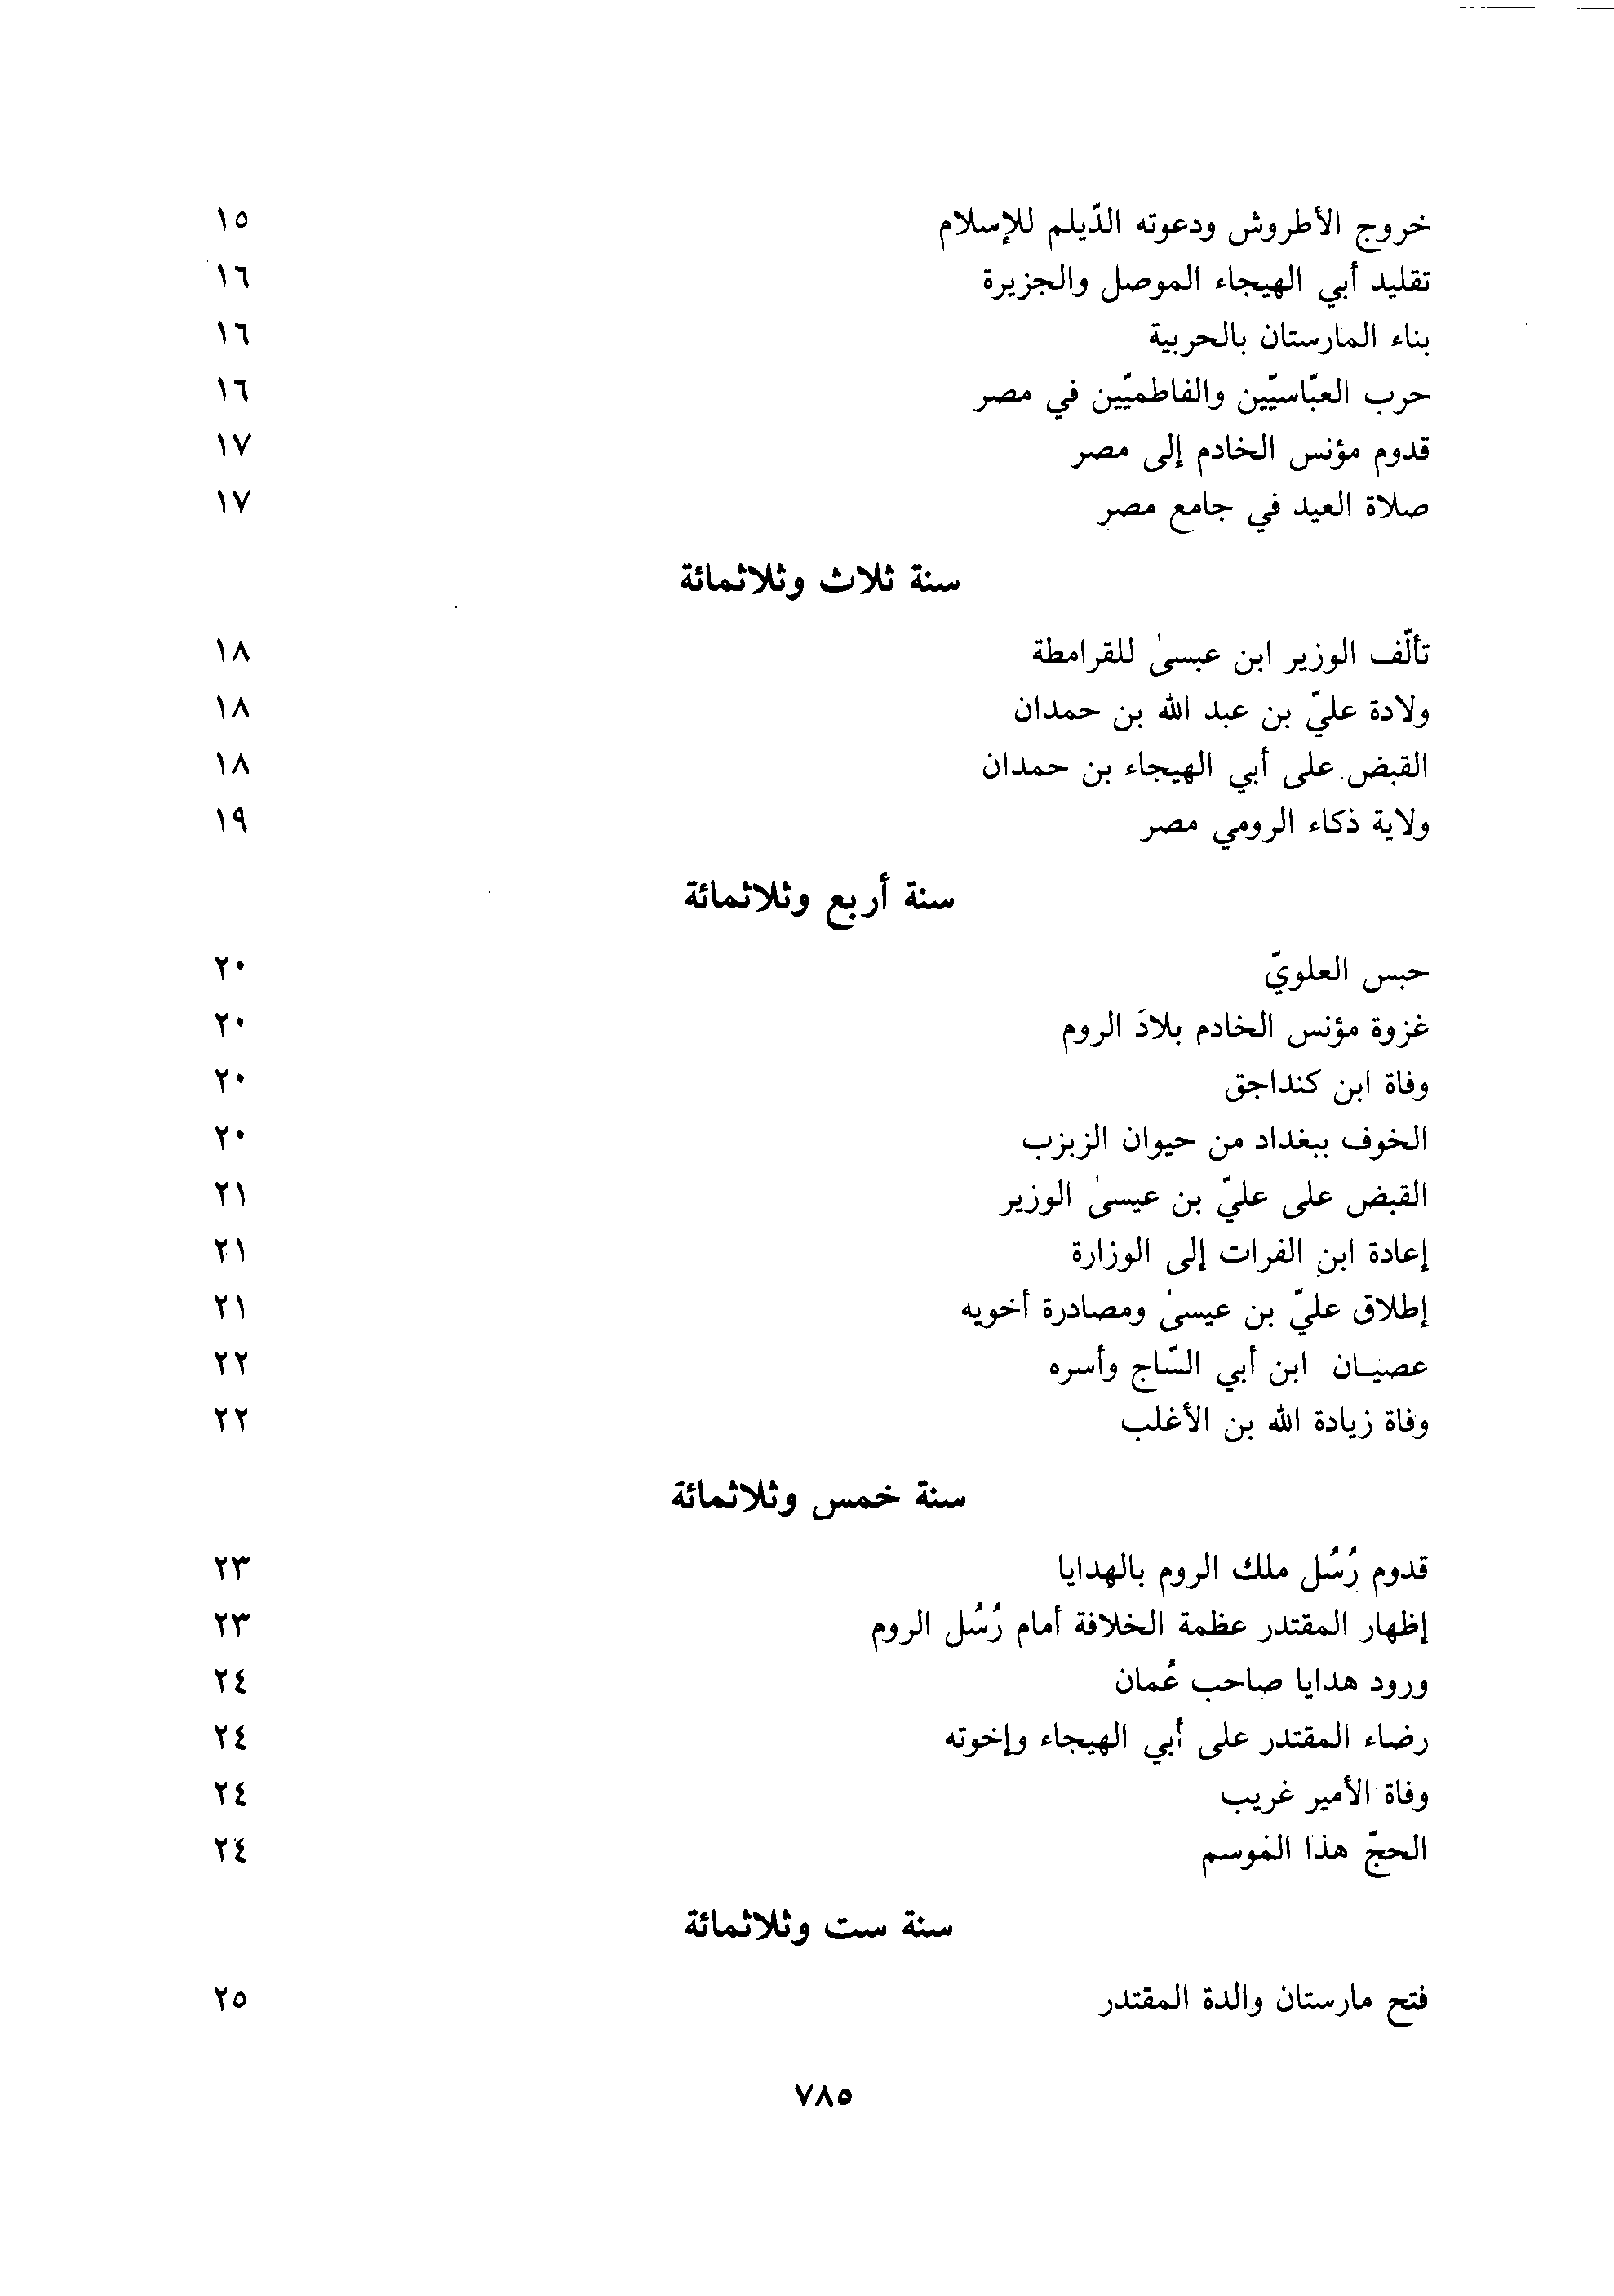 خروج الأطروش ودعوته الدّيلم للإسلام ١٥
تقليد أبي الهيجاء الموصل والجزيرة ١٦
بناء المارستان بالحربية ١٦
حرب العبّاسيّين والفاطميّين في مصر ١٦
قدوم مؤنس الخادم إلى مصر ١٧
صلاة العيد في جامع مصر ١٧
سنة ثلاث وثلاثمائة
تألّف الوزير ابن عيسىٰ للقرامطة ١٨
ولادة عليّ بن عبد الله بن حمدان ١٨
القبض على أبي الهيجاء بن حمدان ١٨
ولاية ذكاء الرومي مصر ١٩
سنة أربع وثلاثمائة
حبس العلويّ ٢٠
غزوة مؤنس الخادم بلادَ الروم ٢٠
وفاة ابن كنداجق ٢٠
الخوف ببغداد من حيوان الزبزب ٢٠
القبض على عليّ بن عيسىٰ الوزير ٢١
إعادة ابن الفرات إلى الوزارة ٢١
إطلاق عليّ بن عيسىٰ ومصادرة أخويه ٢١
عصيـان ابن أبي السّاج وأسره ٢٢
وفاة زيادة الله بن الأغلب ٢٢
سنة خمس وثلاثمائة
قدوم رُسُل ملك الروم بالهدايا ٢٣
إظهار المقتدر عظمة الخلافة أمام رُسُل الروم ٢٣
ورود هدايا صاحب عُمان ٢٤
رضاء المقتدر على أبي الهيجاء وإخوته ٢٤
وفاة الأمير غريب ٢٤
الحجّ هذا الموسم ٢٤
سنة ست وثلاثمائة
فتح مارستان والدة المقتدر ٢٥
٧٨٥